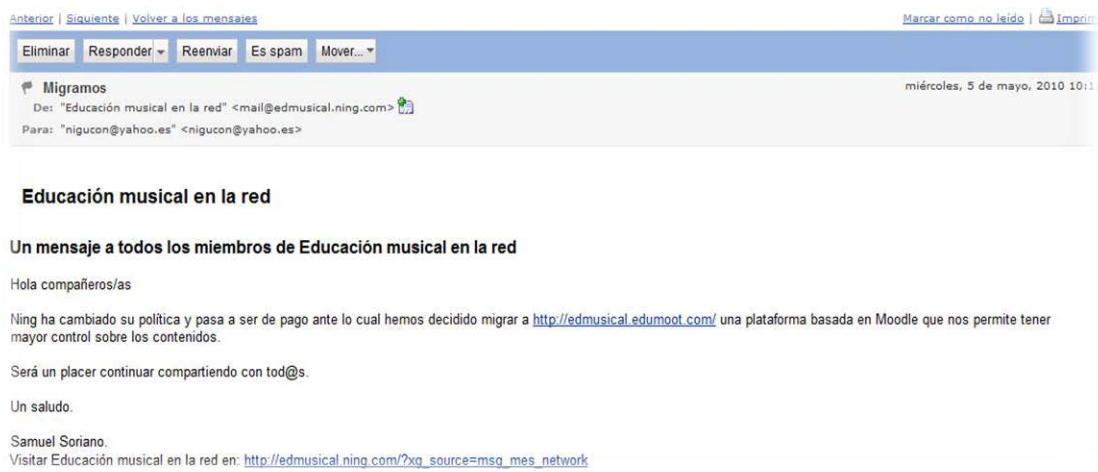 Anterior | Siguiente | Volver a los mensajes
Marcar como no leído | Imprim
Eliminar Responder Reenviar Es spam Mover...
Migramos
miércoles, 5 de mayo, 2010 10:1
De: "Educación musical en la red" <mail@edmusical.ning.com>
Para: "nigucon@yahoo.es" <nigucon@yahoo.es>
Educación musical en la red
Un mensaje a todos los miembros de Educación musical en la red
Hola compañeros/as
Ning ha cambiado su política y pasa a ser de pago ante lo cual hemos decidido migrar a http://edmusical.edumoot.com/ una plataforma basada en Moodle que nos permite tener
mayor control sobre los contenidos.
Será un placer continuar compartiendo con tod@s.
Un saludo.
Samuel Soriano.
Visitar Educación musical en la red en: http://edmusical.ning.com/?xg_source=msg_mes_network